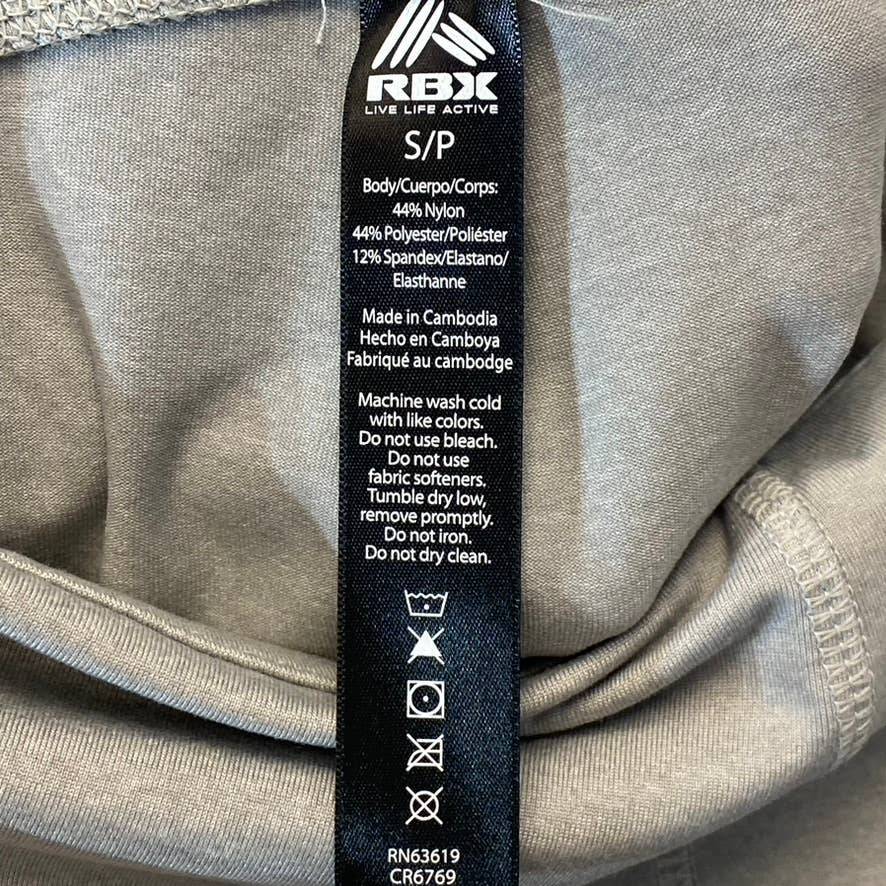 RBX
LIVE LIFE ACTIVE
S/P
Body/Cuerpo/Corps:
44% Nylon
44% Polyester/Poliéster
12% Spandex/Elastano/
Elasthanne
Made in Cambodia
Hecho en Camboya
Fabriqué au cambodge
Machine wash cold
with like colors.
Do not use bleach.
Do not use
fabric softeners.
Tumble dry low,
remove promptly.
Do not iron.
Do not dry clean.
RN63619
CR6769